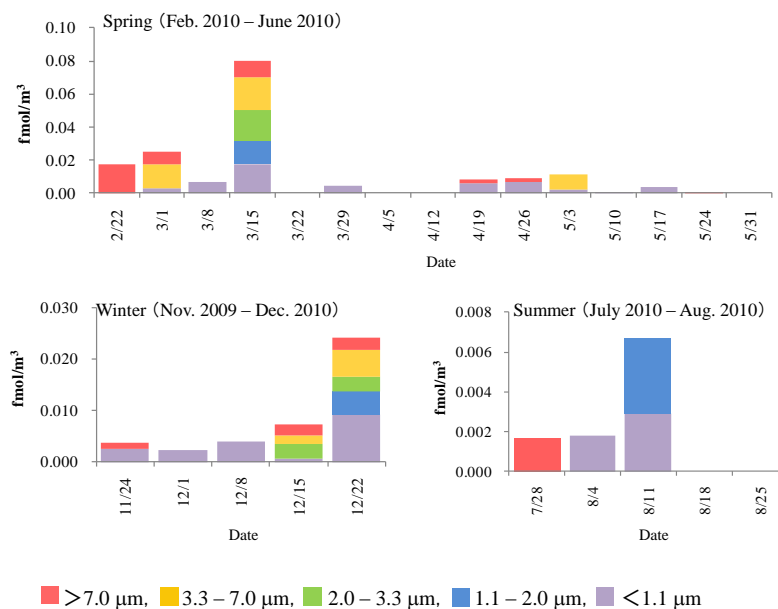 Spring （Feb. 2010 – June 2010）
fmol/m³
0.10
0.08
0.06
0.04
0.02
0.00
2/22 3/1 3/8 3/15 3/22 3/29 4/5 4/12 4/19 4/26 5/3 5/10 5/17 5/24 5/31
Date
Winter （Nov. 2009 – Dec. 2010）
fmol/m³
0.030
0.020
0.010
0.000
11/24 12/1 12/8 12/15 12/22
Date
Summer （July 2010 – Aug. 2010）
fmol/m³
0.008
0.006
0.004
0.002
0.000
7/28 8/4 8/11 8/18 8/25
Date
＞7.0 μm, 3.3 – 7.0 μm, 2.0 – 3.3 μm, 1.1 – 2.0 μm, ＜1.1 μm